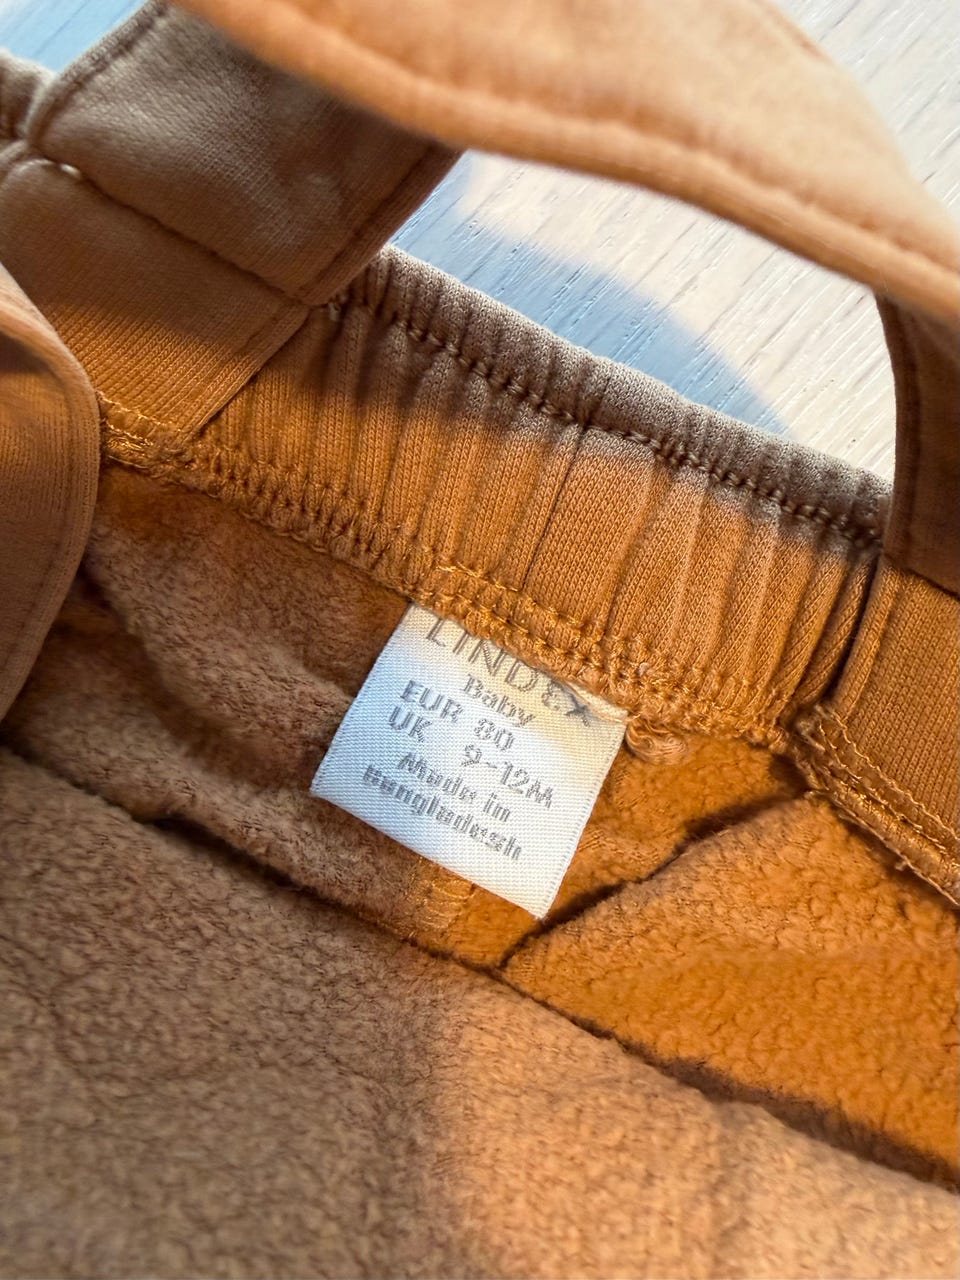 LINDEX
Baby
EUR 80
UK 9-12M
Made in
Bangladesh